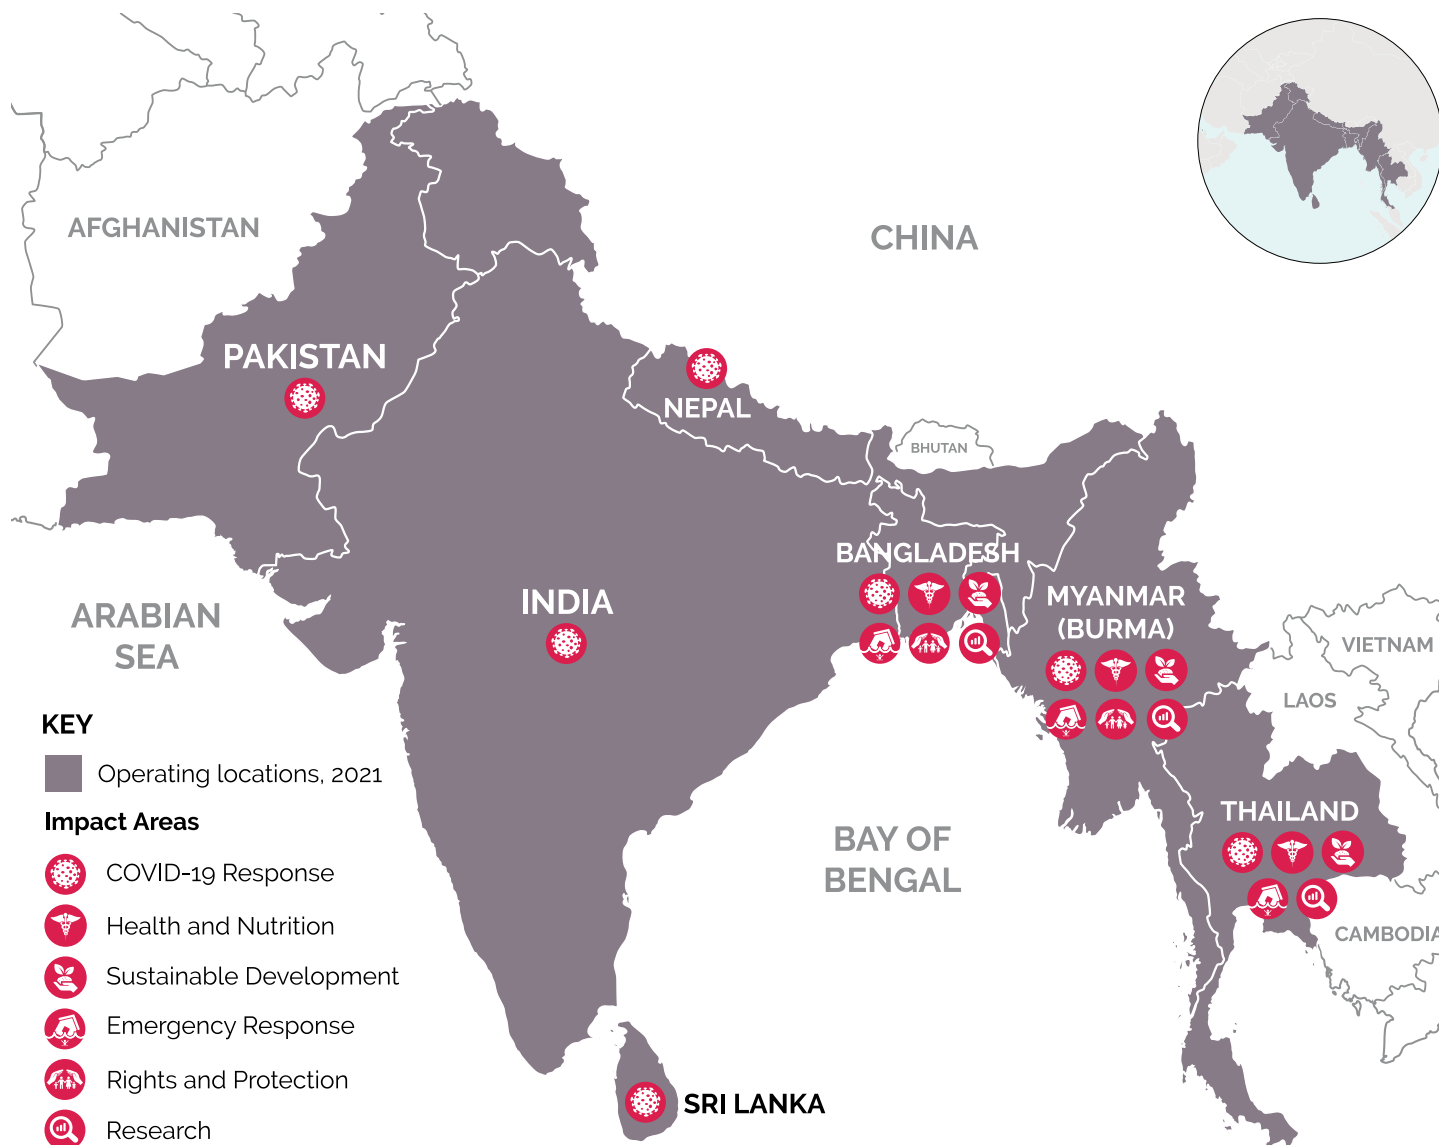 AFGHANISTAN
CHINA
PAKISTAN
NEPAL
BHUTAN
BANGLADESH
INDIA
MYANMAR
(BURMA)
ARABIAN
SEA
VIETNAM
LAOS
THAILAND
BAY OF
BENGAL
CAMBODIA
SRI LANKA
KEY
Operating locations, 2021
Impact Areas
COVID-19 Response
Health and Nutrition
Sustainable Development
Emergency Response
Rights and Protection
Research